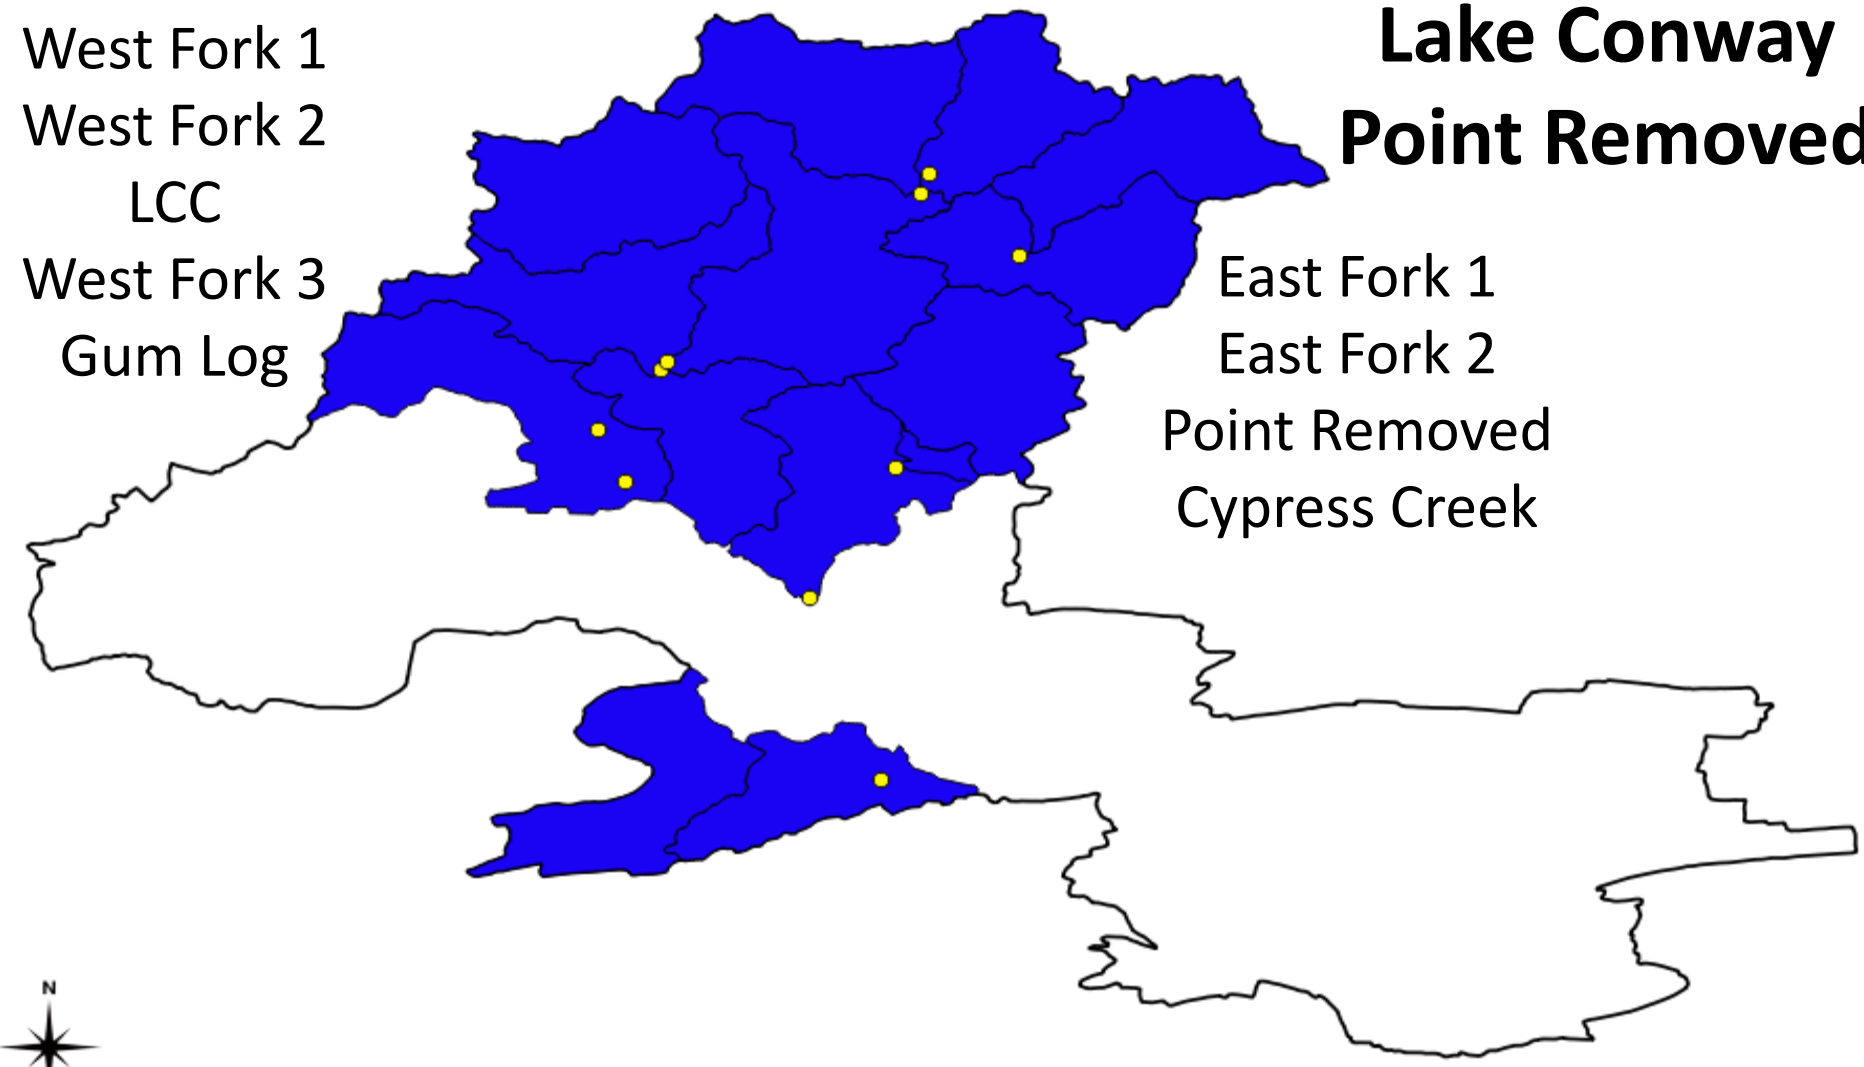 Lake Conway
Point Removed
West Fork 1
West Fork 2
LCC
West Fork 3
Gum Log
East Fork 1
East Fork 2
Point Removed
Cypress Creek
N